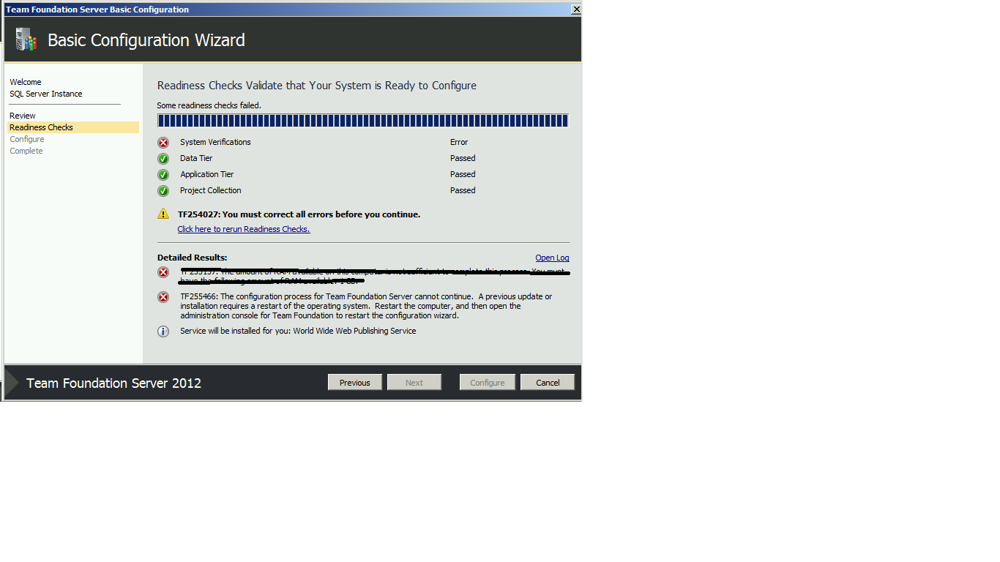 Team Foundation Server Basic Configuration
Basic Configuration Wizard
Welcome
SQL Server Instance
Review
Readiness Checks
Configure
Complete
Readiness Checks Validate that Your System is Ready to Configure
Some readiness checks failed.
System Verifications Error
Data Tier Passed
Application Tier Passed
Project Collection Passed
TF254027: You must correct all errors before you continue.
Click here to rerun Readiness Checks.
Detailed Results: Open Log
The amount of RAM available on this computer is not sufficient to complete this process. You must
have the following amount of RAM available: 1 GB.
TF255466: The configuration process for Team Foundation Server cannot continue.  A previous update or
installation requires a restart of the operating system.  Restart the computer, and then open the
administration console for Team Foundation to restart the configuration wizard.
Service will be installed for you: World Wide Web Publishing Service
Team Foundation Server 2012
Previous Next Configure Cancel